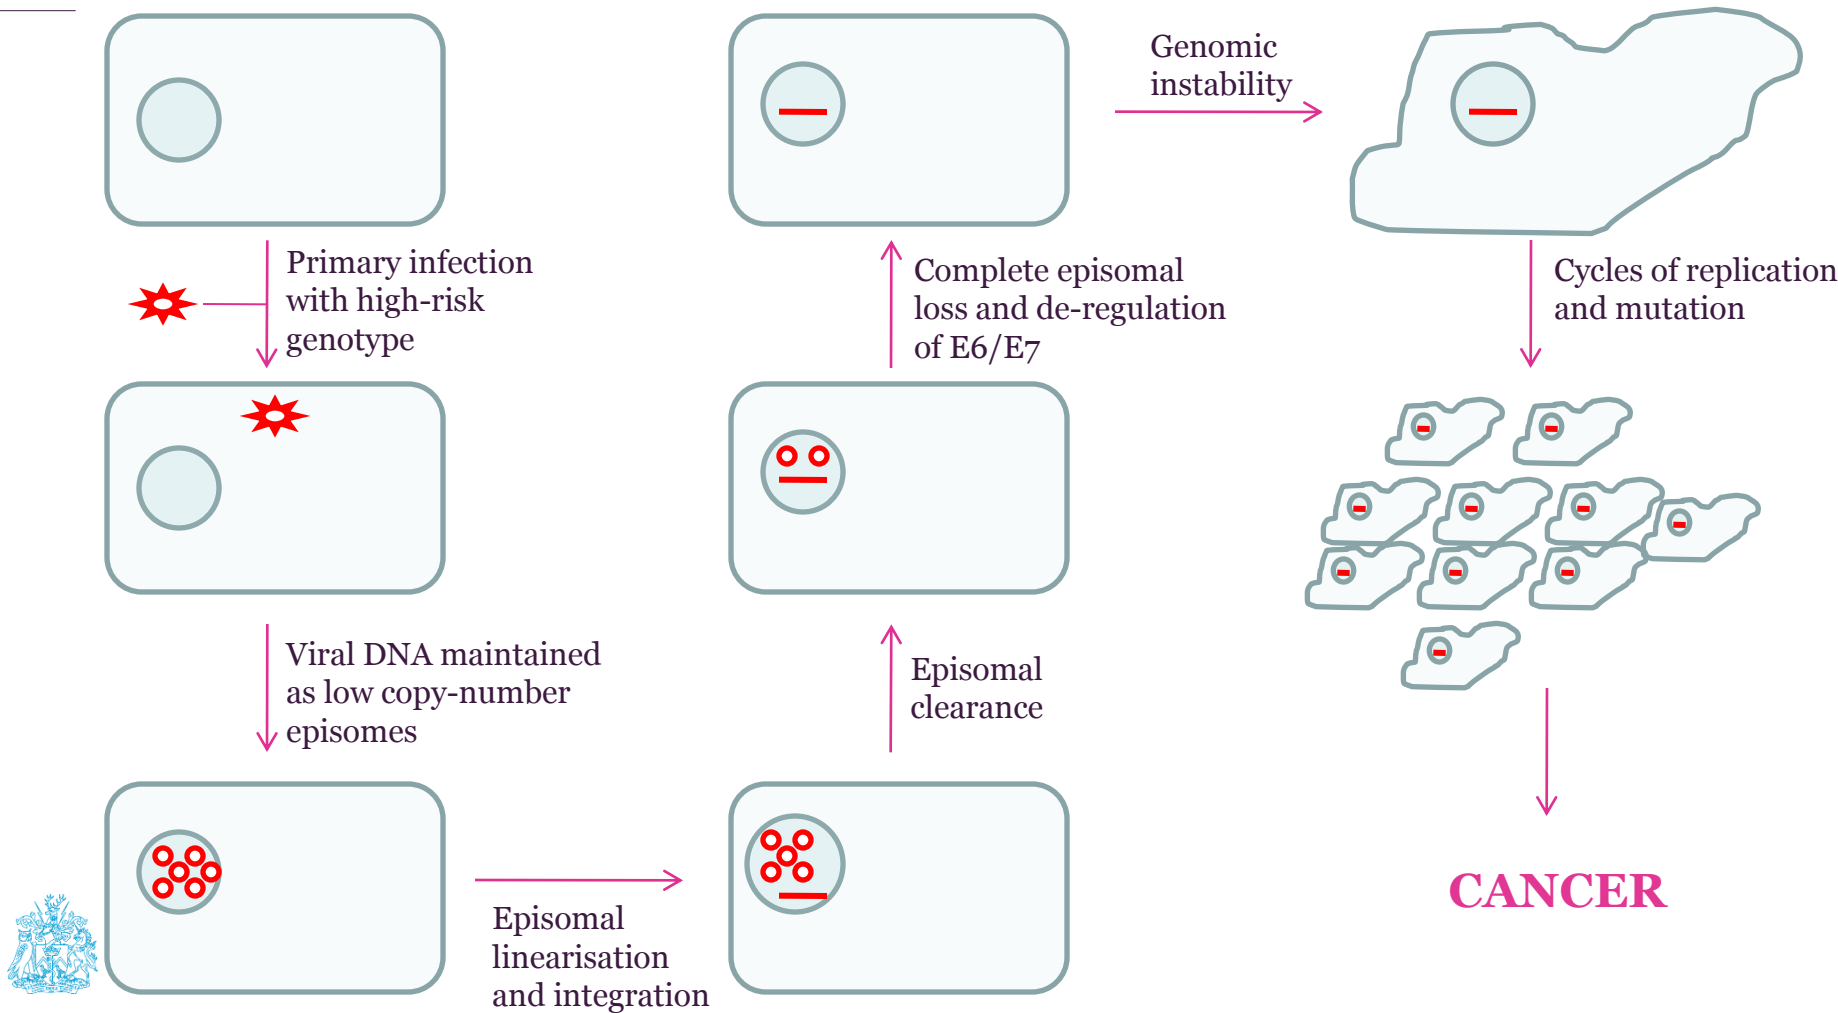 Primary infection
with high-risk
genotype
Viral DNA maintained
as low copy-number
episomes
Episomal
linearisation
and integration
Episomal
clearance
Complete episomal
loss and de-regulation
of E6/E7
Genomic
instability
Cycles of replication
and mutation
CANCER